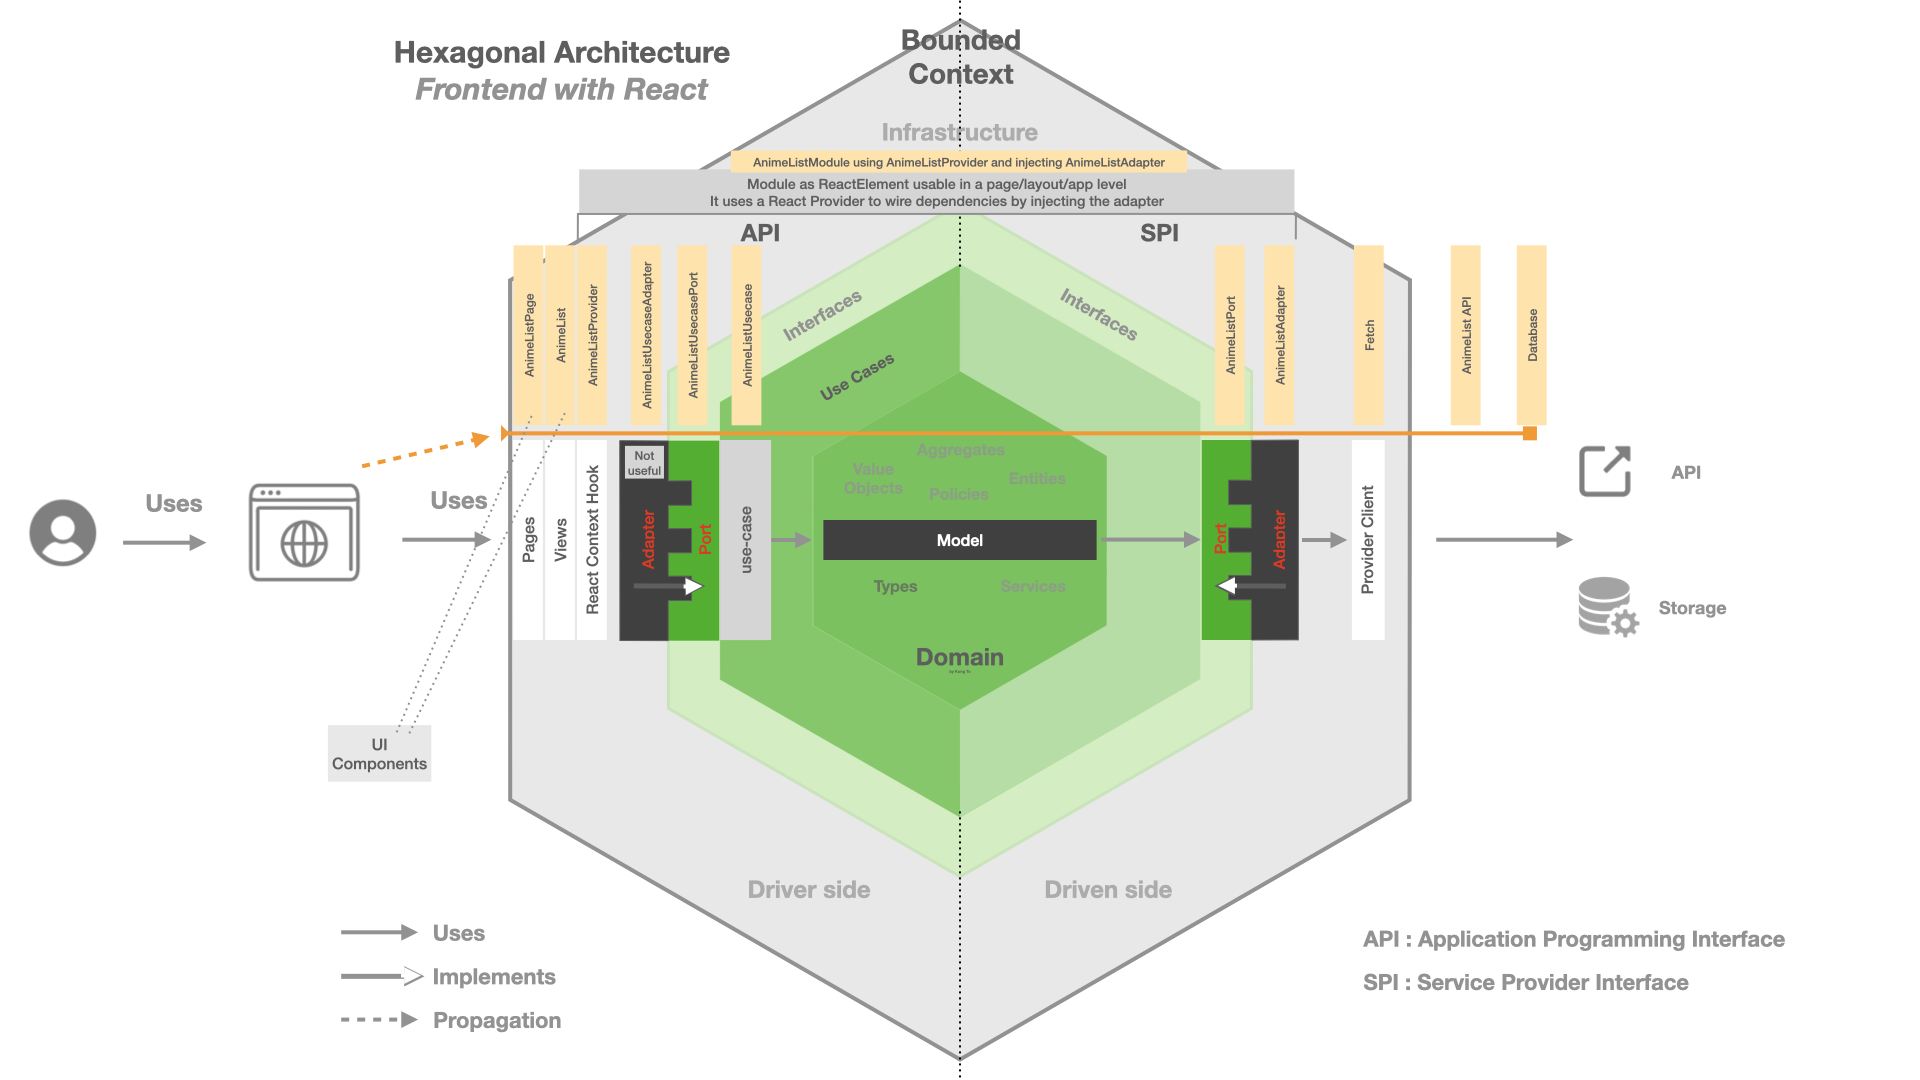 Hexagonal Architecture
Frontend with React
Bounded
Context
Infrastructure
AnimeListModule using AnimeListProvider and injecting AnimeListAdapter
Module as ReactElement usable in a page/layout/app level
It uses a React Provider to wire dependencies by injecting the adapter
API
SPI
AnimeListPage
AnimeList
AnimeListProvider
AnimeListUsecaseAdapter
AnimeListUsecasePort
AnimeListUsecase
Interfaces
Use Cases
Interfaces
AnimeListPort
AnimeListAdapter
Fetch
AnimeList API
Database
Uses
Uses
Pages
Views
React Context Hook
Not
useful
Adapter
Port
use-case
Aggregates
Value
Objects
Entities
Policies
Model
Types
Services
Domain
by Kang Te
Port
Adapter
Provider Client
API
Storage
UI
Components
Driver side
Driven side
Uses
Implements
Propagation
API : Application Programming Interface
SPI : Service Provider Interface